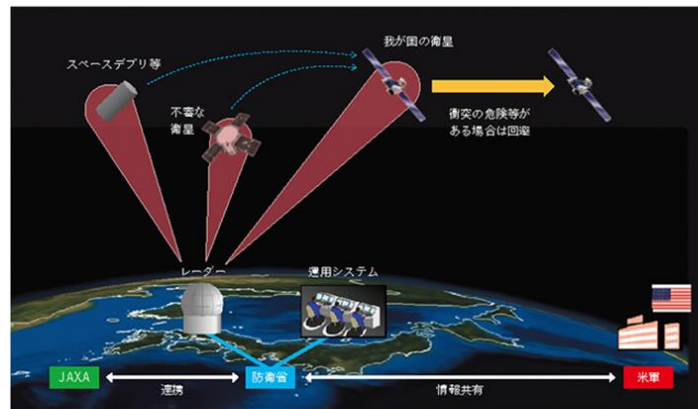 我が国の衛星
スペースデブリ等
不審な
衛星
衝突の危険等が
ある場合は回避
レーダー
運用システム
JAXA
連携
防衛省
情報共有
米軍